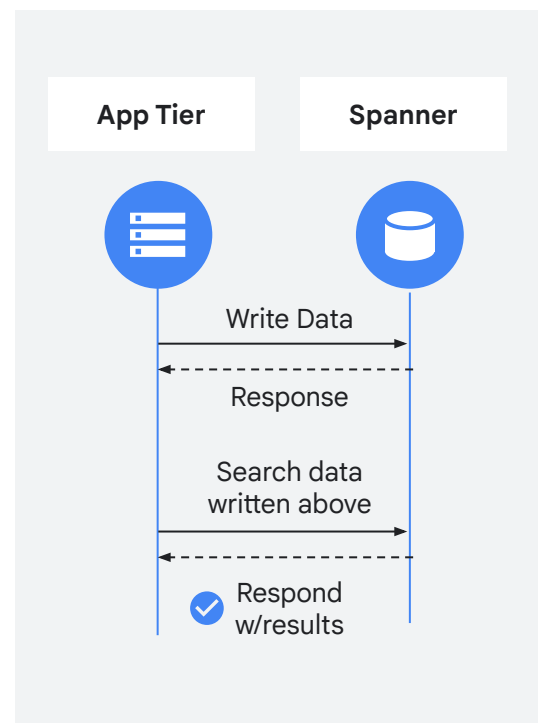 App Tier
Spanner
Write Data
Response
Search data
written above
Respond
w/results